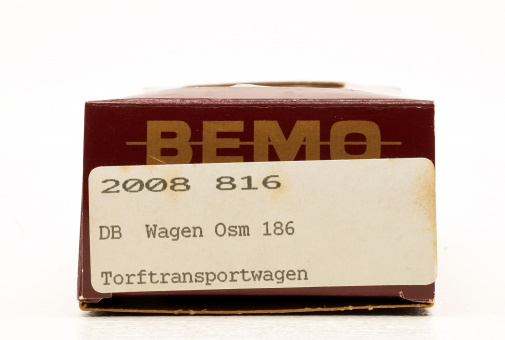 BEMO
2008 816
DB Wagen Osm 186
Torftransportwagen